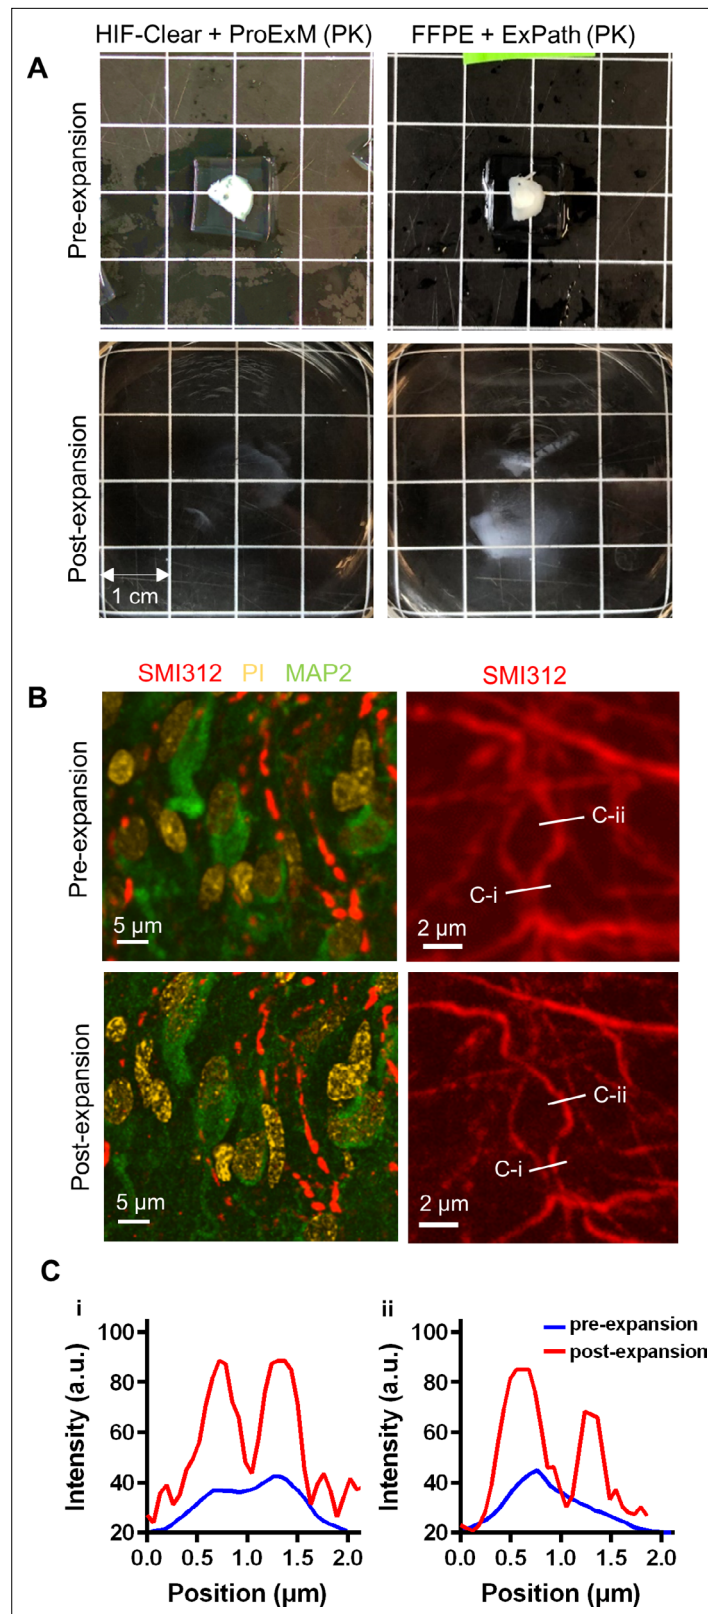 HIF-Clear + ProExM (PK) FFPE + ExPath (PK)
A
Pre-expansion
Post-expansion
1 cm
B
SMI312 PI MAP2 SMI312
Pre-expansion
5 µm
C-ii
C-i
2 µm
Post-expansion
5 µm
C-ii
C-i
2 µm
C
i
100
80
60
40
20
Intensity (a.u.)
0.0 0.5 1.0 1.5 2.0
Position (µm)
ii
pre-expansion
post-expansion
100
80
60
40
20
Intensity (a.u.)
0.0 0.5 1.0 1.5 2.0
Position (µm)